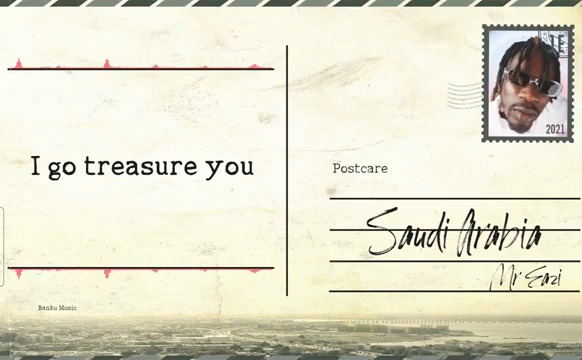 I go treasure you
Banku Music
2021
Postcare
Saudi Arabia
Mr Eazi